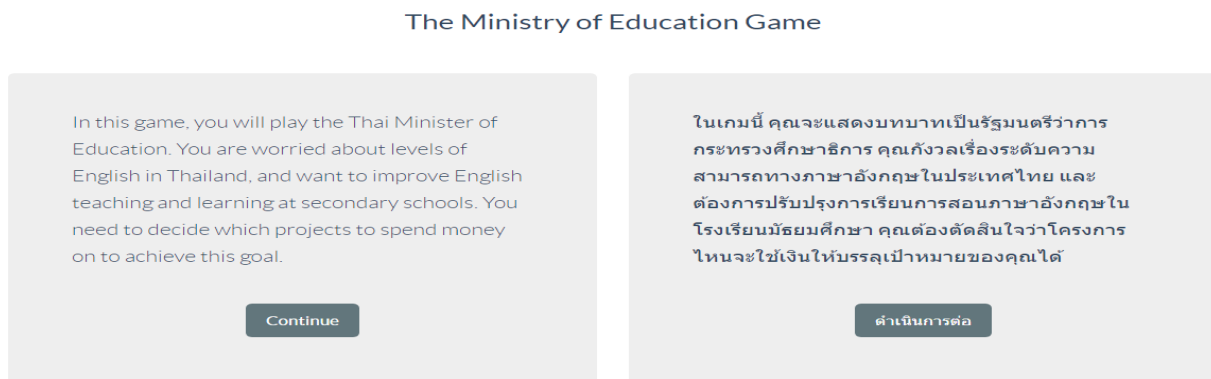 The Ministry of Education Game
In this game, you will play the Thai Minister of
Education. You are worried about levels of
English in Thailand, and want to improve English
teaching and learning at secondary schools. You
need to decide which projects to spend money
on to achieve this goal.
Continue
ในเกมนี้ คุณจะแสดงบทบาทเป็นรัฐมนตรีว่าการ
กระทรวงศึกษาธิการ คุณกังวลเรื่องระดับความ
สามารถทางภาษาอังกฤษในประเทศไทย และ
ต้องการปรับปรุงการเรียนการสอนภาษาอังกฤษใน
โรงเรียนมัธยมศึกษา คุณต้องตัดสินใจว่าโครงการ
ไหนจะใช้เงินให้บรรลุเป้าหมายของคุณได้
ดำเนินการต่อ